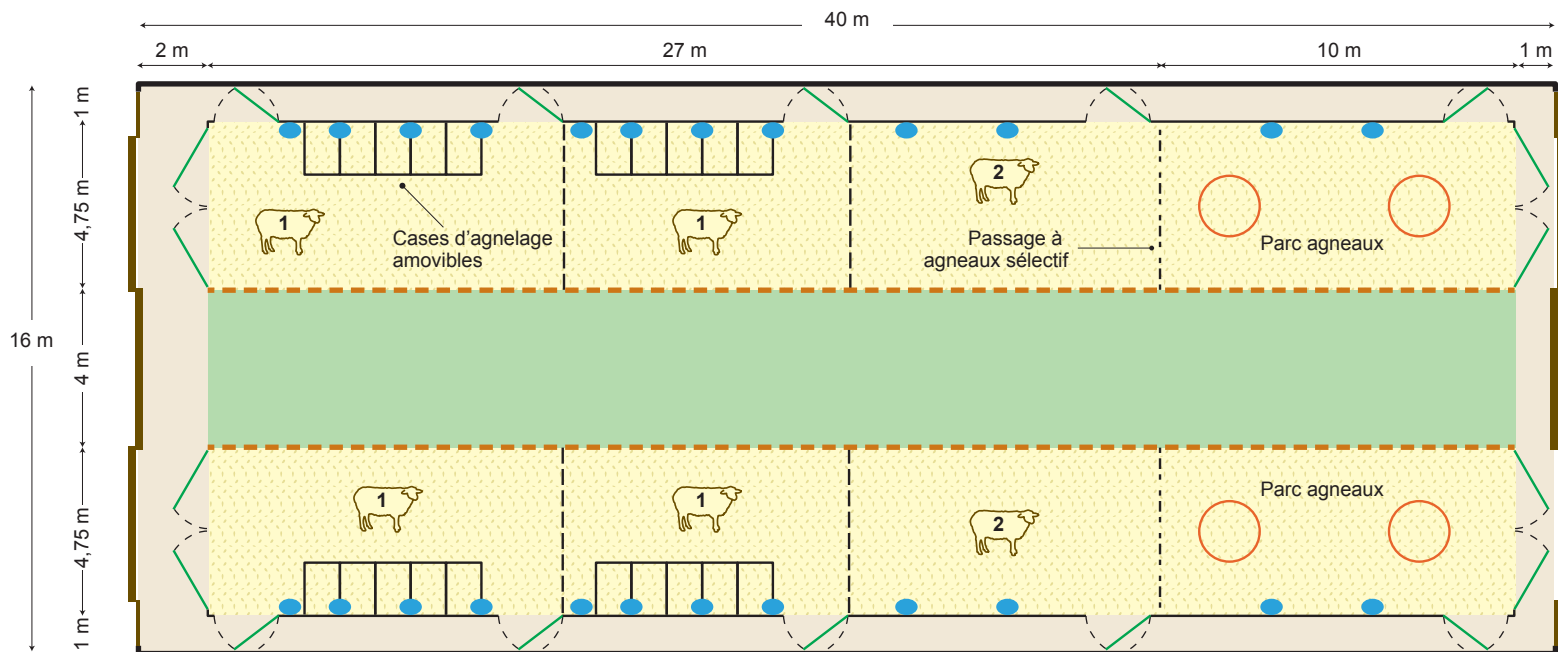 40 m
2 m
27 m
10 m
1 m
1 m
4,75 m
4 m
4,75 m
1 m
16 m
1
Cases d'agnelage
amovibles
1
2
Passage à
agneaux sélectif
Parc agneaux
1
1
2
Parc agneaux